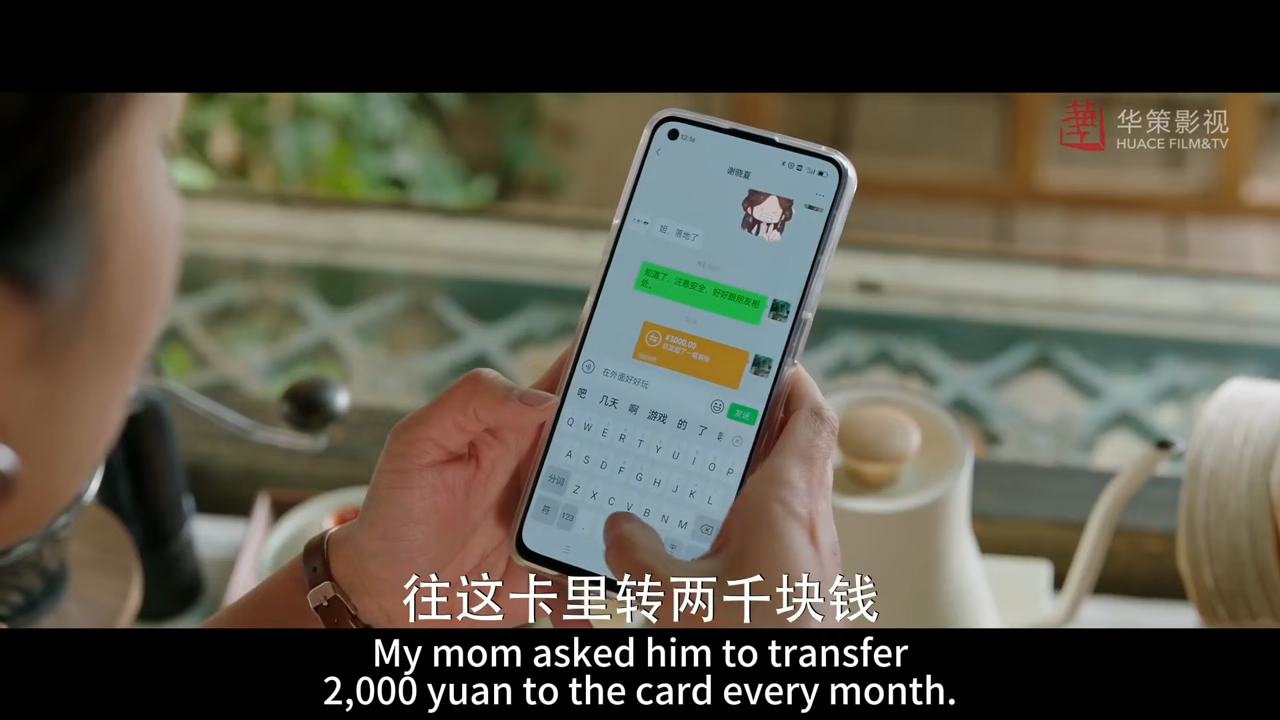 华策影视
HUACE FILM&TV
谢晓夏
姐，落地了
知道了，注意安全，好好跟朋友相
处。
¥1000.00
在外面好好玩
发送
吧 几天 啊 游戏 的 了
Q W E R T Y U I O P
A S D F G H J K L
分词 Z X C V B N M
符 123
往这卡里转两千块钱
My mom asked him to transfer
2,000 yuan to the card every month.